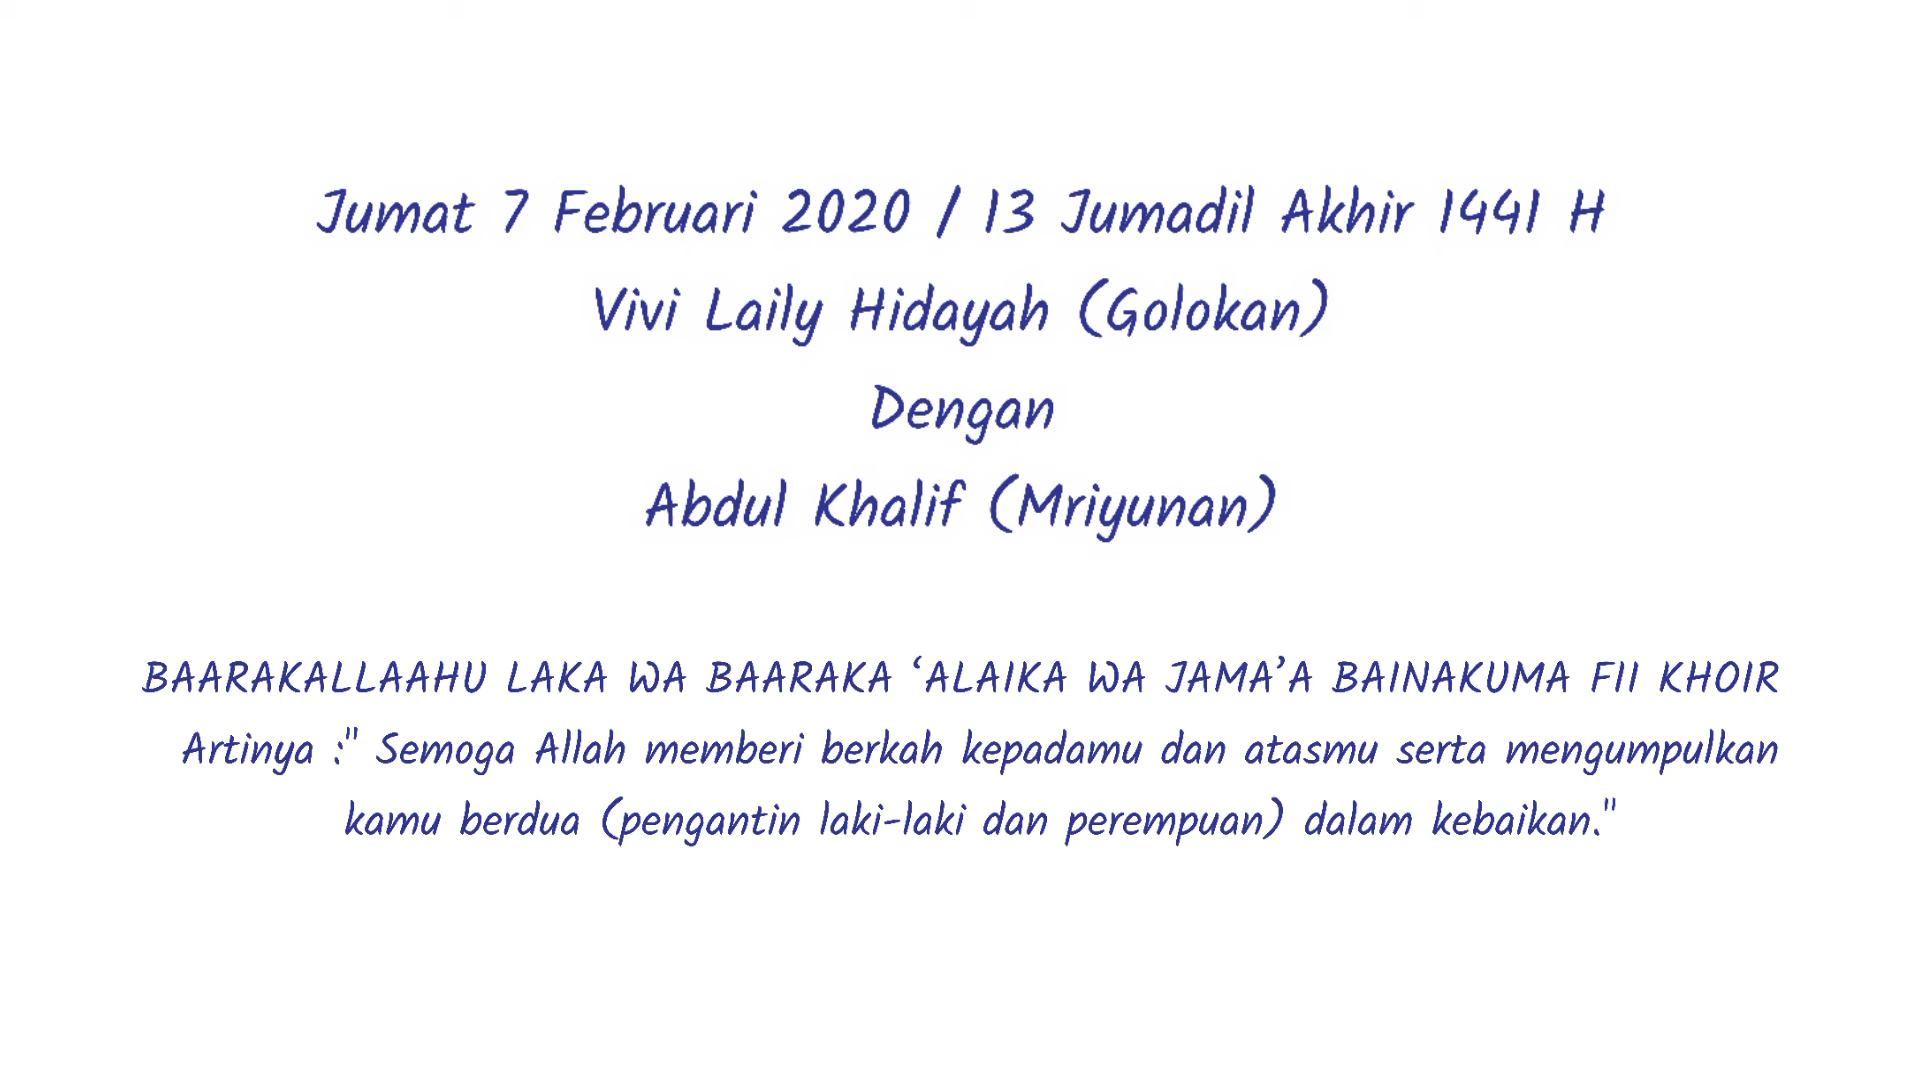 Jumat 7 Februari 2020 / 13 Jumadil Akhir 1441 H
Vivi Laily Hidayah (Golokan)
Dengan
Abdul Khalif (Mriyunan)
BAARAKALLAAHU LAKA WA BAARAKA ‘ALAIKA WA JAMA’A BAINAKUMA FII KHOIR
Artinya :" Semoga Allah memberi berkah kepadamu dan atasmu serta mengumpulkan
kamu berdua (pengantin laki-laki dan perempuan) dalam kebaikan."